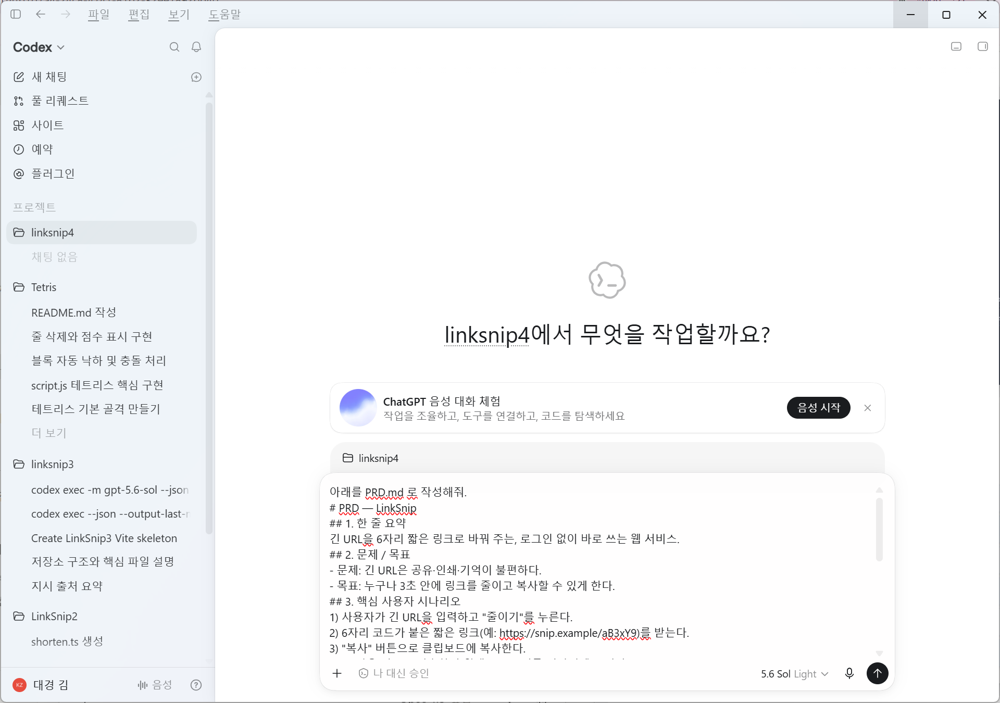 파일 편집 보기 도움말
Codex
새 채팅
풀 리퀘스트
사이트
예약
플러그인
프로젝트
linksnip4
채팅 없음
Tetris
README.md 작성
줄 삭제와 점수 표시 구현
블록 자동 낙하 및 충돌 처리
script.js 테트리스 핵심 구현
테트리스 기본 골격 만들기
더 보기
linksnip3
codex exec -m gpt-5.6-sol --json
codex exec --json --output-last-
Create LinkSnip3 Vite skeleton
저장소 구조와 핵심 파일 설명
지시 출처 요약
LinkSnip2
shorten.ts 생성
KZ 대경 김 음성
linksnip4에서 무엇을 작업할까요?
ChatGPT 음성 대화 체험
작업을 조율하고, 도구를 연결하고, 코드를 탐색하세요
음성 시작
linksnip4
아래를 PRD.md 로 작성해줘.
# PRD — LinkSnip
## 1. 한 줄 요약
긴 URL을 6자리 짧은 링크로 바꿔 주는, 로그인 없이 바로 쓰는 웹 서비스.
## 2. 문제 / 목표
- 문제: 긴 URL은 공유·인쇄·기억이 불편하다.
- 목표: 누구나 3초 안에 링크를 줄이고 복사할 수 있게 한다.
## 3. 핵심 사용자 시나리오
1) 사용자가 긴 URL을 입력하고 "줄이기"를 누른다.
2) 6자리 코드가 붙은 짧은 링크(예: https://snip.example/aB3xY9)를 받는다.
3) "복사" 버튼으로 클립보드에 복사한다.
나 대신 승인
5.6 Sol Light